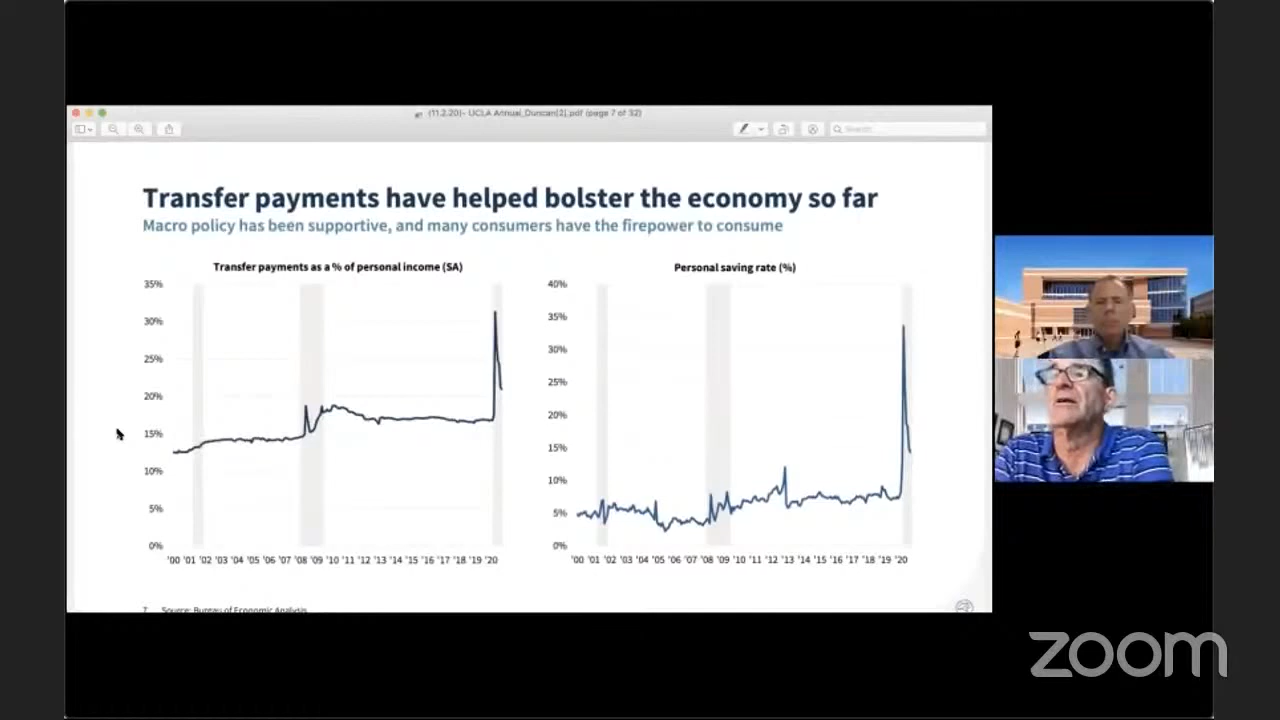 (11.2.20)- UCLA Annual_Duncan[2].pdf (page 7 of 32)
Search
Transfer payments have helped bolster the economy so far
Macro policy has been supportive, and many consumers have the firepower to consume
Transfer payments as a % of personal income (SA)
35%
30%
25%
20%
15%
10%
5%
0%
'00 '01 '02 '03 '04 '05 '06 '07 '08 '09 '10 '11 '12 '13 '14 '15 '16 '17 '18 '19 '20
Personal saving rate (%)
40%
35%
30%
25%
20%
15%
10%
5%
0%
'00 '01 '02 '03 '04 '05 '06 '07 '08 '09 '10 '11 '12 '13 '14 '15 '16 '17 '18 '19 '20
7 Source: Bureau of Economic Analysis
zoom